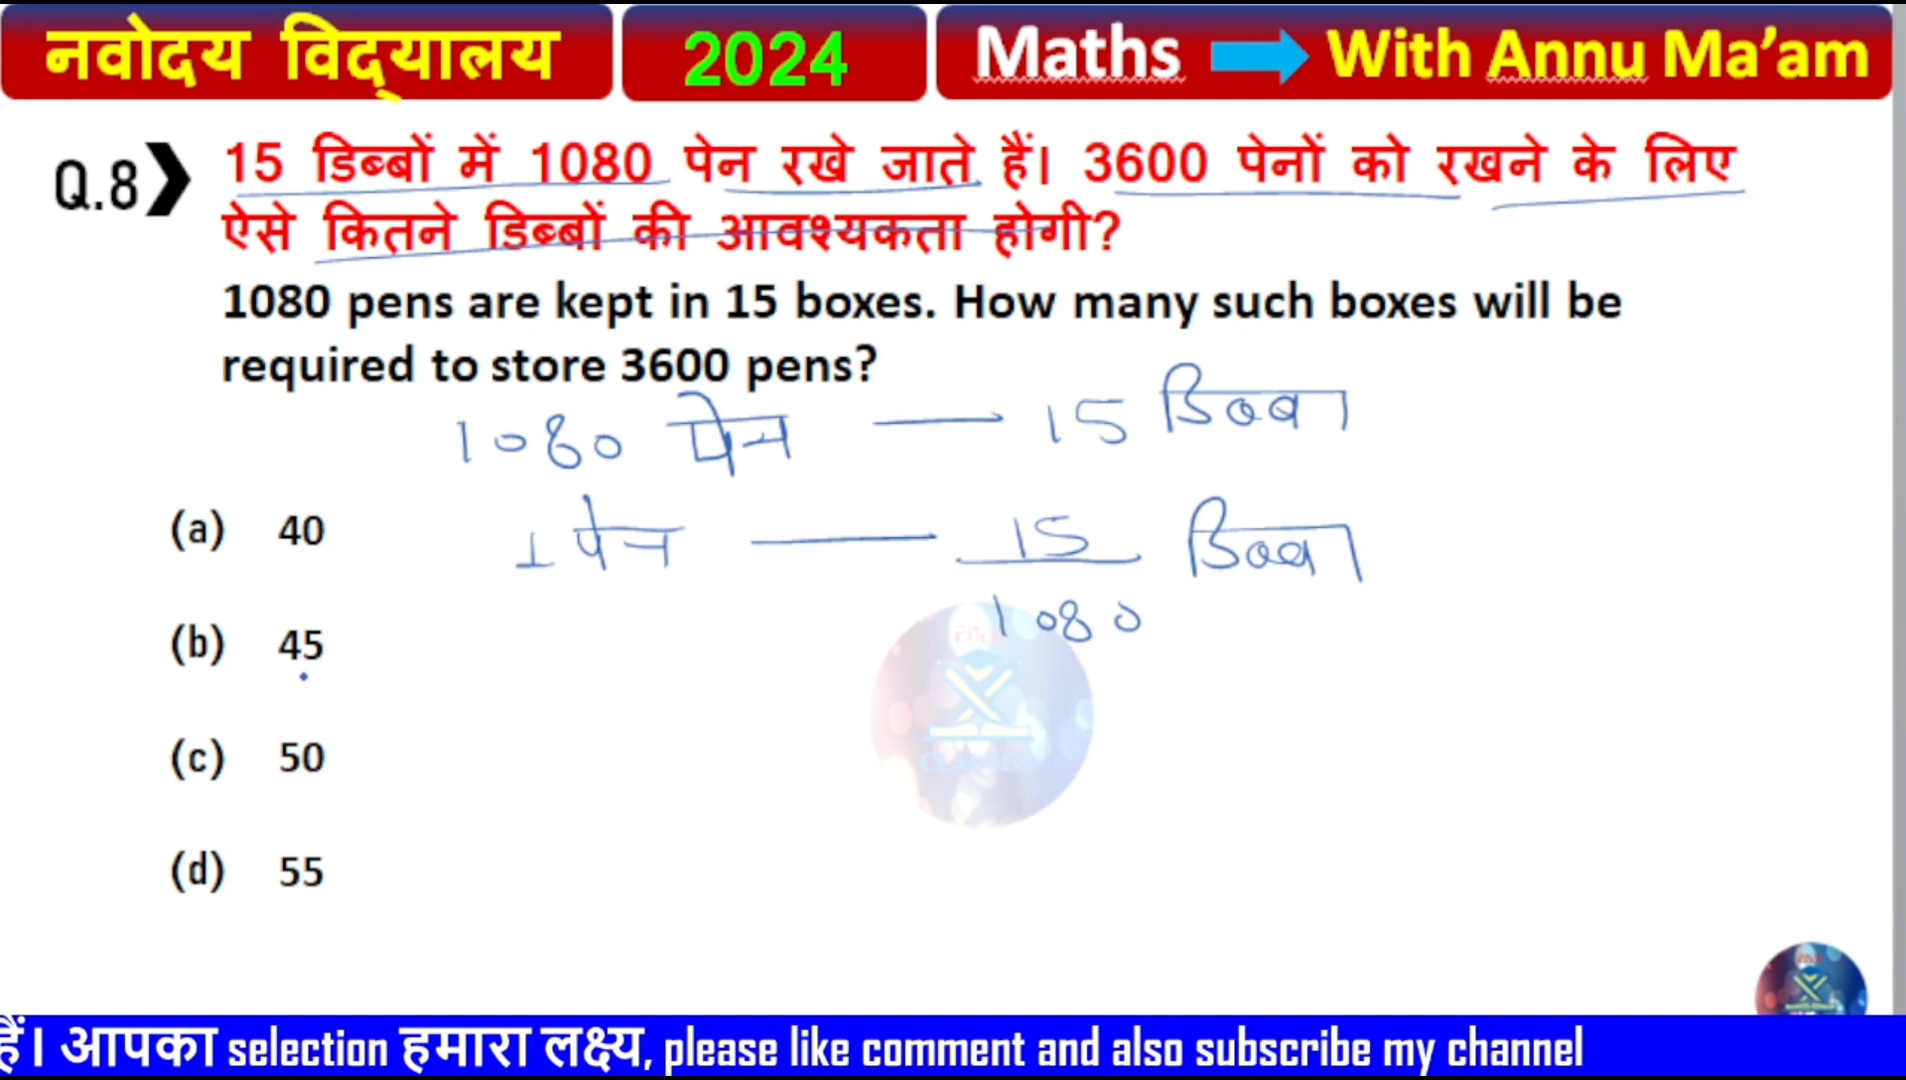 नवोदय विद्यालय 2024 Maths With Annu Ma'am
Q.8 15 डिब्बों में 1080 पेन रखे जाते हैं। 3600 पेनों को रखने के लिए
ऐसे कितने डिब्बों की आवश्यकता होगी?
1080 pens are kept in 15 boxes. How many such boxes will be
required to store 3600 pens?
1080 पेन — 15 डिब्बा
1 पेन — 15 डिब्बा
1080
(a) 40
(b) 45
(c) 50
(d) 55
हैं। आपका selection हमारा लक्ष्य, please like comment and also subscribe my channel